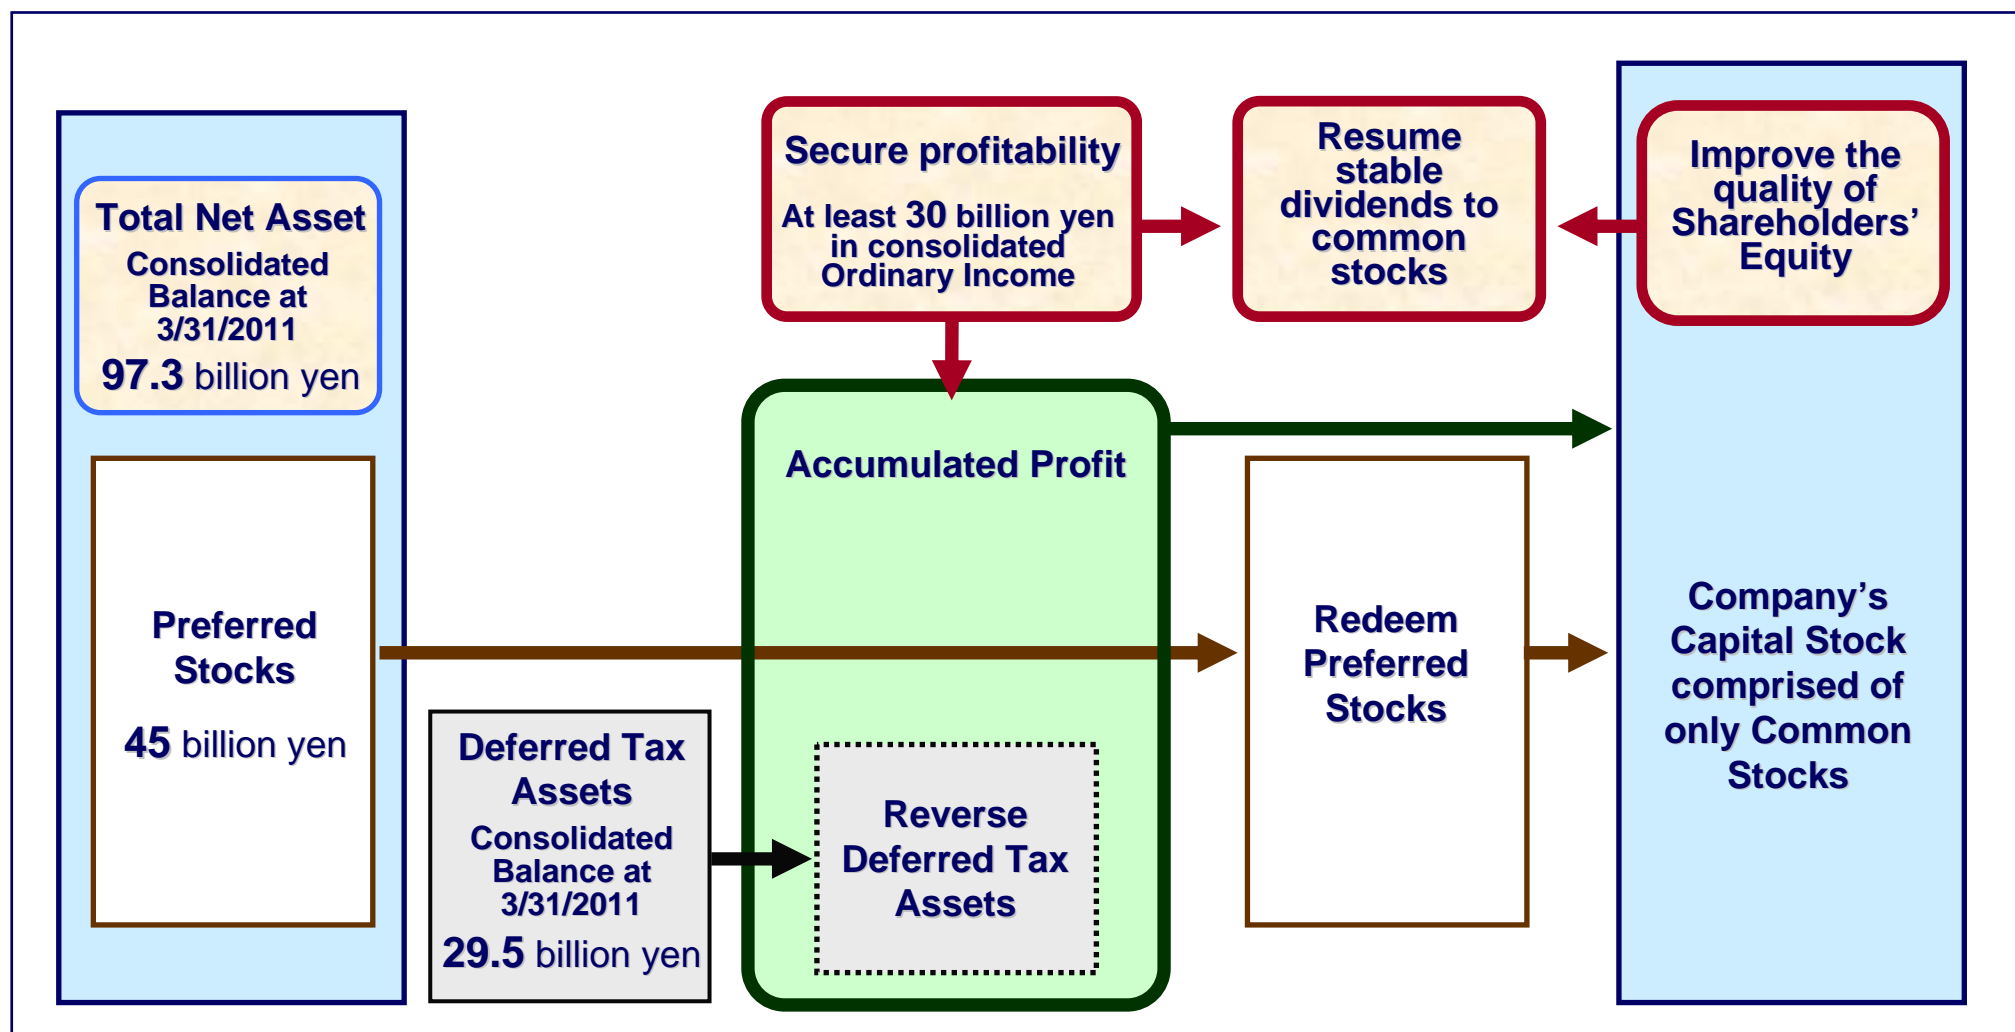 Total Net Asset
Consolidated
Balance at
3/31/2011
97.3 billion yen
Preferred
Stocks
45 billion yen
Deferred Tax
Assets
Consolidated
Balance at
3/31/2011
29.5 billion yen
Secure profitability
At least 30 billion yen
in consolidated
Ordinary Income
Accumulated Profit
Reverse
Deferred Tax
Assets
Resume
stable
dividends to
common
stocks
Redeem
Preferred
Stocks
Improve the
quality of
Shareholders’
Equity
Company’s
Capital Stock
comprised of
only Common
Stocks